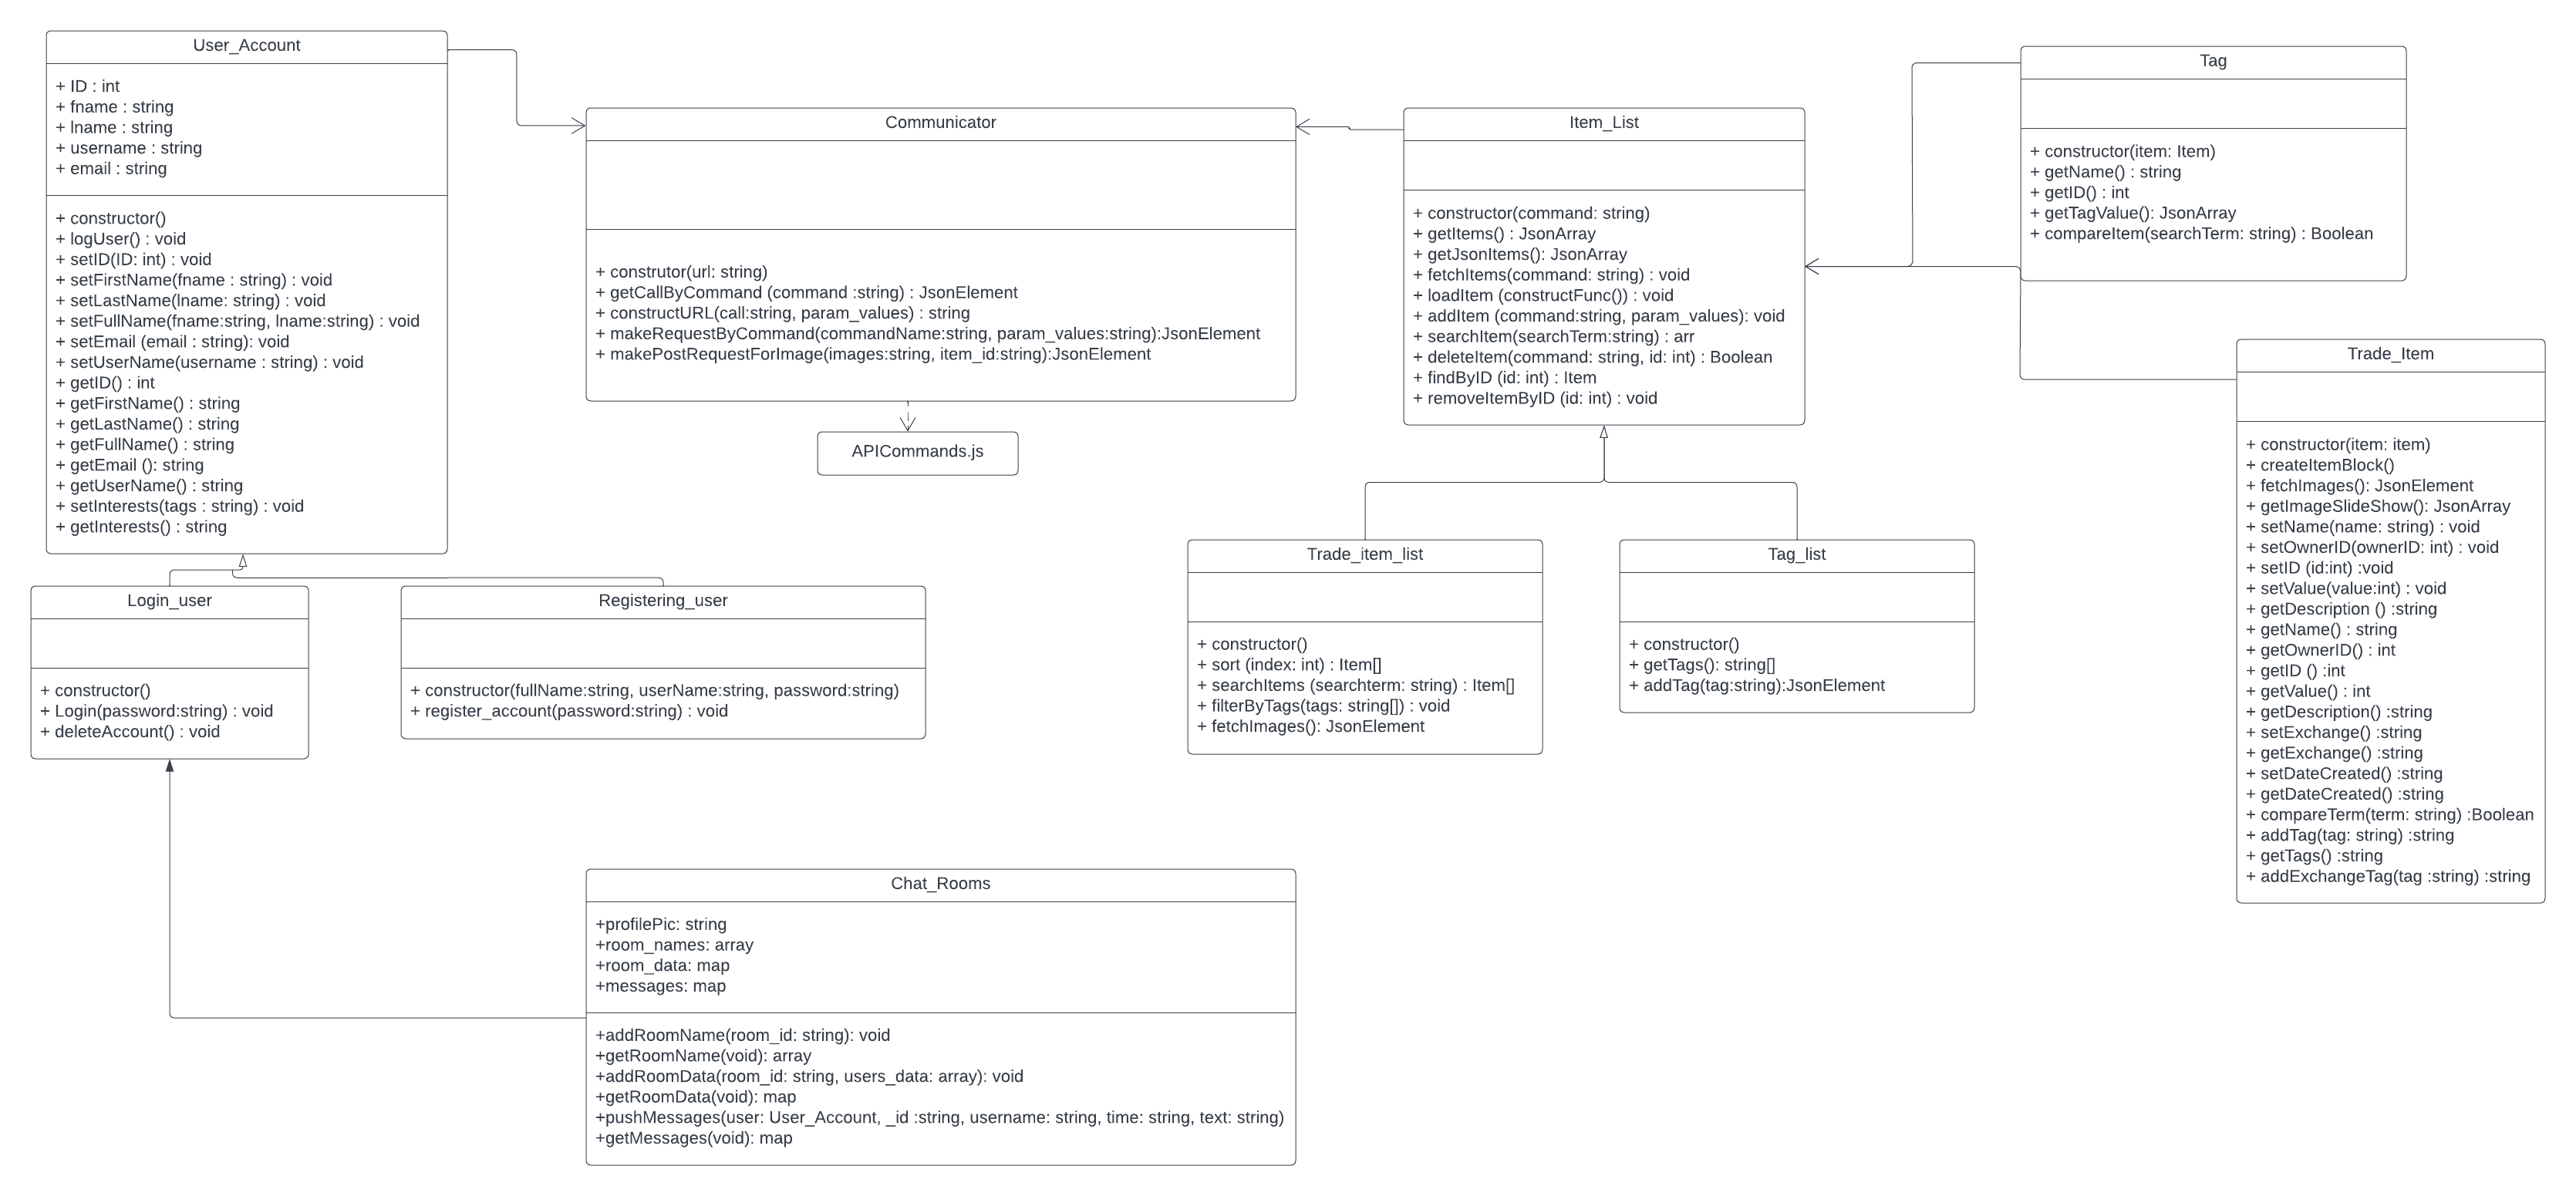 User_Account
+ ID : int
+ fname : string
+ lname : string
+ username : string
+ email : string
+ constructor()
+ logUser() : void
+ setID(ID: int) : void
+ setFirstName(fname : string) : void
+ setLastName(lname: string) : void
+ setFullName(fname:string, lname:string) : void
+ setEmail (email : string): void
+ setUserName(username : string) : void
+ getID() : int
+ getFirstName() : string
+ getLastName() : string
+ getFullName() : string
+ getEmail (): string
+ getUserName() : string
+ setInterests(tags : string) : void
+ getInterests() : string
Communicator
+ construtor(url: string)
+ getCallByCommand (command :string) : JsonElement
+ constructURL(call:string, param_values) : string
+ makeRequestByCommand(commandName:string, param_values:string):JsonElement
+ makePostRequestForImage(images:string, item_id:string):JsonElement
APICommands.js
Item_List
+ constructor(command: string)
+ getItems() : JsonArray
+ getJsonItems(): JsonArray
+ fetchItems(command: string) : void
+ loadItem (constructFunc()) : void
+ addItem (command:string, param_values): void
+ searchItem(searchTerm:string) : arr
+ deleteItem(command: string, id: int) : Boolean
+ findByID (id: int) : Item
+ removeItemByID (id: int) : void
Tag
+ constructor(item: Item)
+ getName() : string
+ getID() : int
+ getTagValue(): JsonArray
+ compareItem(searchTerm: string) : Boolean
Trade_Item
+ constructor(item: item)
+ createItemBlock()
+ fetchImages(): JsonElement
+ getImageSlideShow(): JsonArray
+ setName(name: string) : void
+ setOwnerID(ownerID: int) : void
+ setID (id:int) :void
+ setValue(value:int) : void
+ getDescription () :string
+ getName() : string
+ getOwnerID() : int
+ getID () :int
+ getValue() : int
+ getDescription() :string
+ setExchange() :string
+ getExchange() :string
+ setDateCreated() :string
+ getDateCreated() :string
+ compareTerm(term: string) :Boolean
+ addTag(tag: string) :string
+ getTags() :string
+ addExchangeTag(tag :string) :string
Login_user
+ constructor()
+ Login(password:string) : void
+ deleteAccount() : void
Registering_user
+ constructor(fullName:string, userName:string, password:string)
+ register_account(password:string) : void
Trade_item_list
+ constructor()
+ sort (index: int) : Item[]
+ searchItems (searchterm: string) : Item[]
+ filterByTags(tags: string[]) : void
+ fetchImages(): JsonElement
Tag_list
+ constructor()
+ getTags(): string[]
+ addTag(tag:string):JsonElement
Chat_Rooms
+profilePic: string
+room_names: array
+room_data: map
+messages: map
+addRoomName(room_id: string): void
+getRoomName(void): array
+addRoomData(room_id: string, users_data: array): void
+getRoomData(void): map
+pushMessages(user: User_Account, _id :string, username: string, time: string, text: string)
+getMessages(void): map